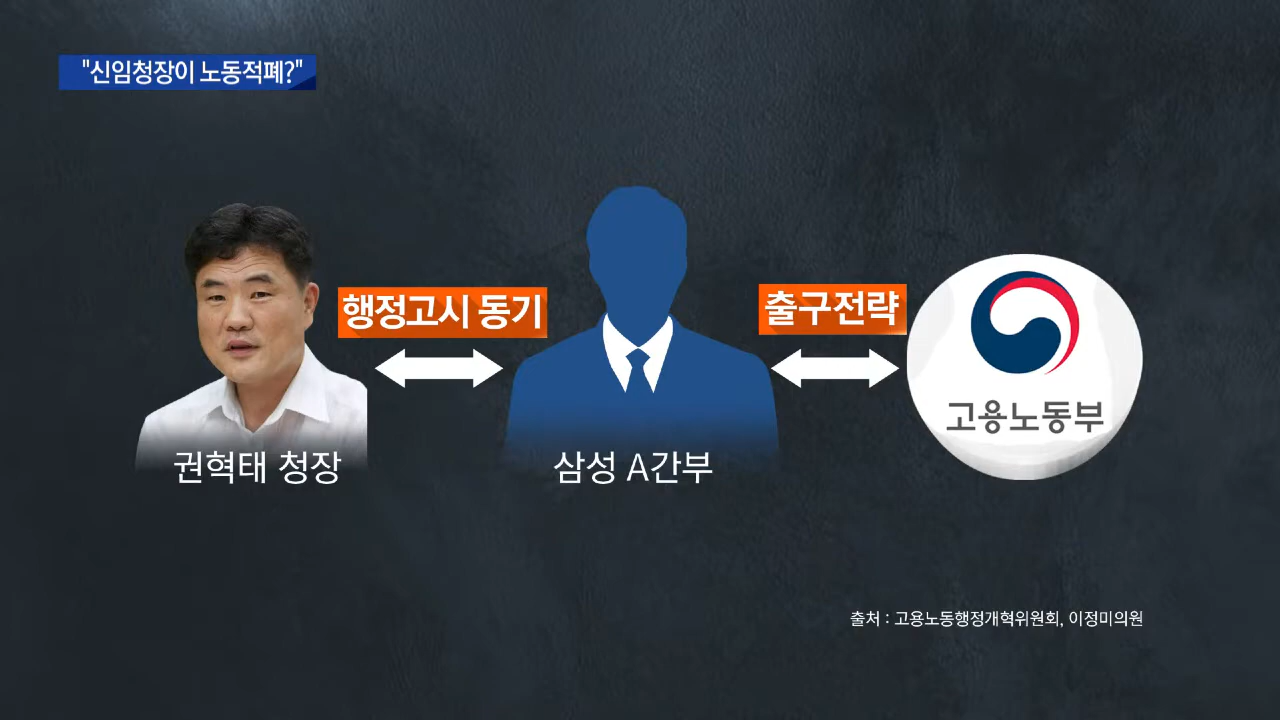 "신임청장이 노동적폐?"
행정고시 동기
출구전략
고용노동부
권혁태 청장
삼성 A간부
출처 : 고용노동행정개혁위원회, 이정미의원